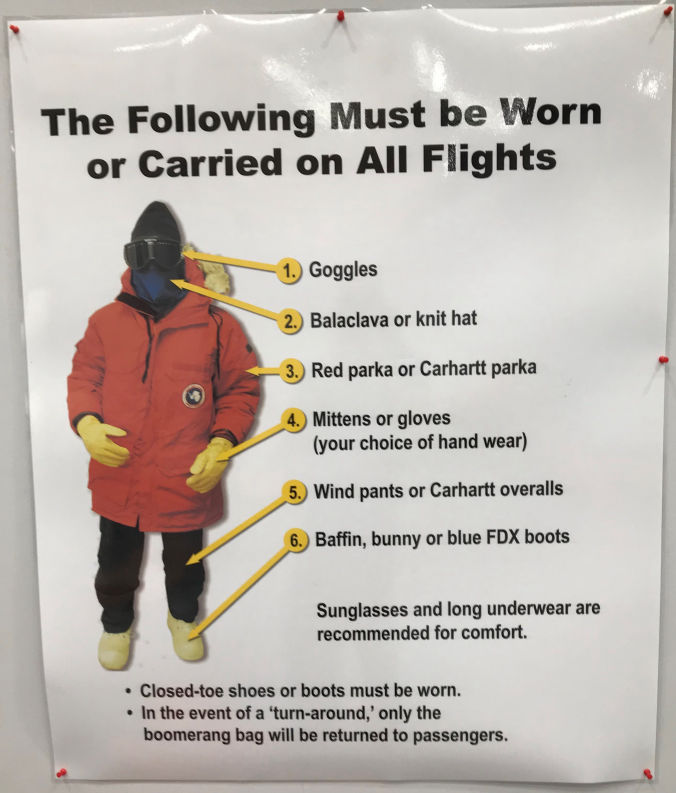 The Following Must be Worn
or Carried on All Flights
1. Goggles
2. Balaclava or knit hat
3. Red parka or Carhartt parka
4. Mittens or gloves
(your choice of hand wear)
5. Wind pants or Carhartt overalls
6. Baffin, bunny or blue FDX boots
Sunglasses and long underwear are
recommended for comfort.
• Closed-toe shoes or boots must be worn.
• In the event of a ‘turn-around,’ only the
boomerang bag will be returned to passengers.